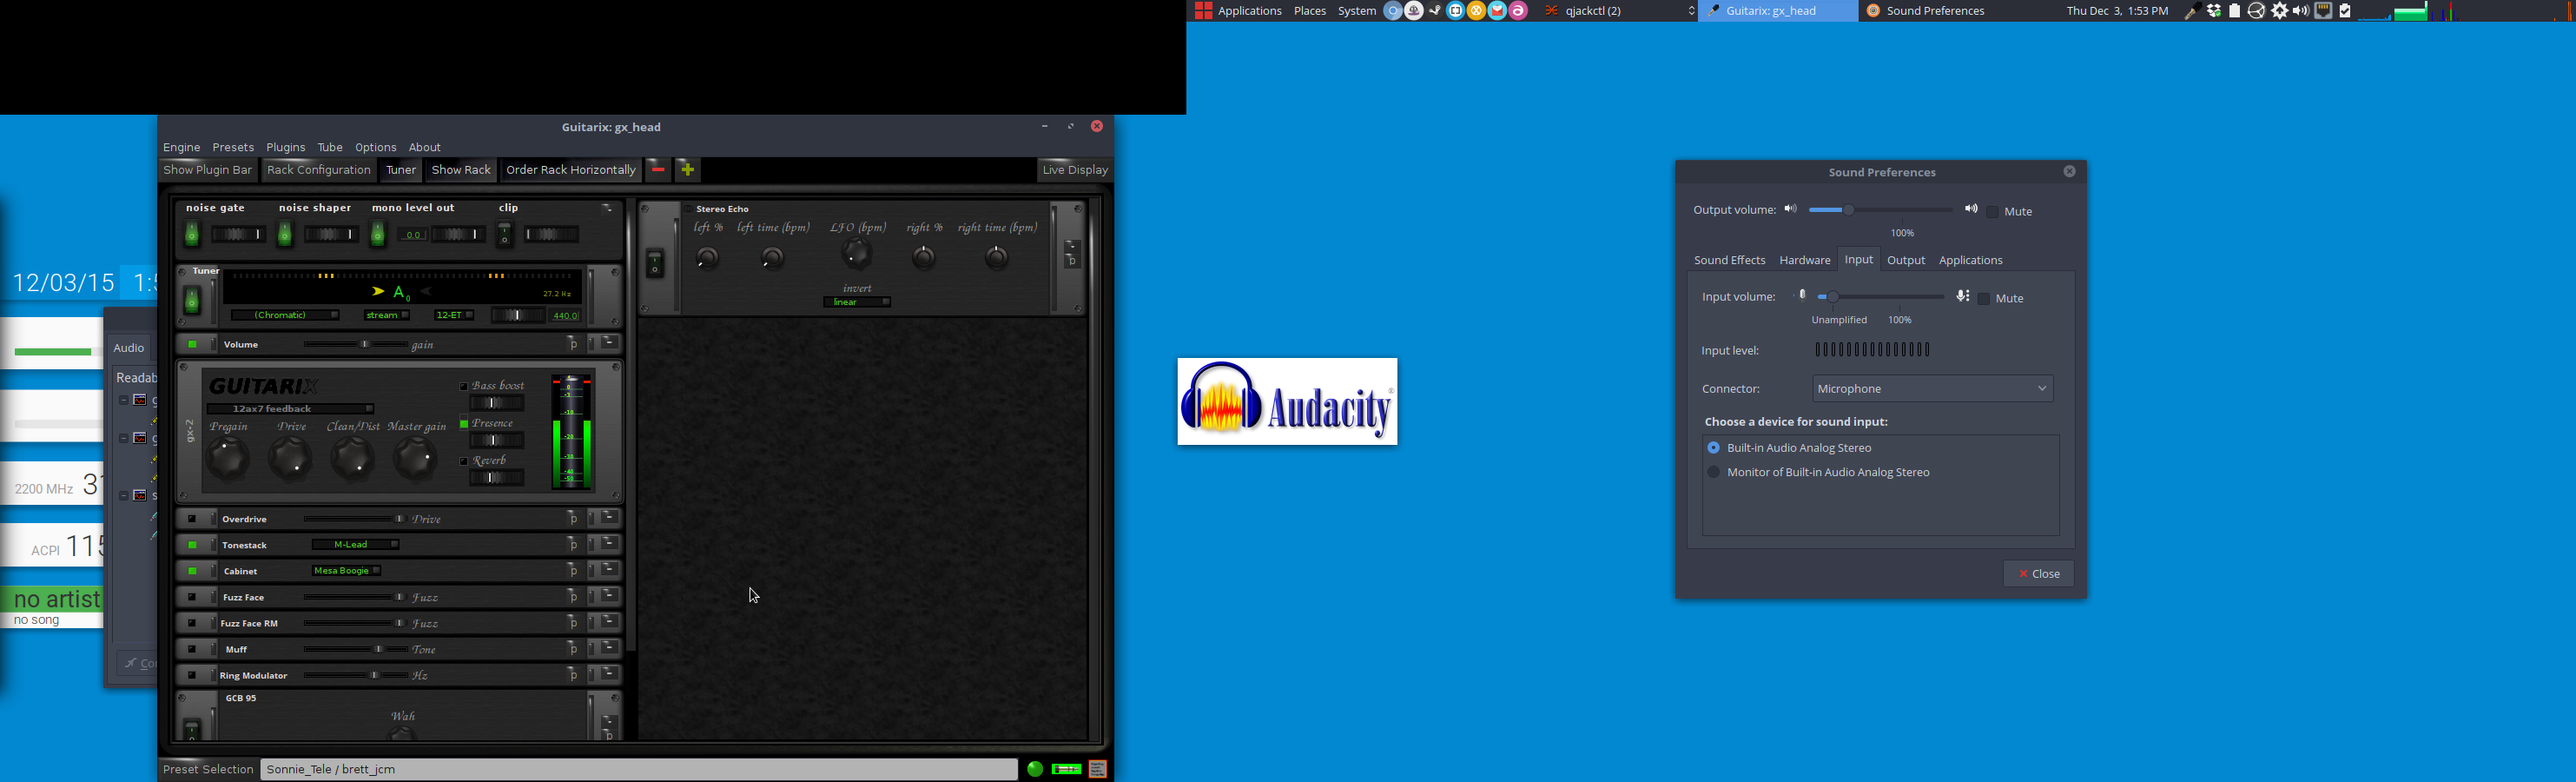 Applications Places System qjackctl (2) Guitarix: gx_head Sound Preferences Thu Dec 3, 1:53 PM
Guitarix: gx_head
Engine Presets Plugins Tube Options About
Show Plugin Bar Rack Configuration Tuner Show Rack Order Rack Horizontally Live Display
noise gate noise shaper mono level out clip
0.0
Tuner
A0
27.2 Hz
(Chromatic) stream 12-ET 440.0
Volume gain p
GUITARIX
12ax7 feedback
gx-2
Pregain Drive Clean/Dist Master gain
Bass boost
Presence
Reverb
Overdrive Drive p
Tonestack M-Lead p
Cabinet Mesa Boogie p
Fuzz Face Fuzz p
Fuzz Face RM Fuzz p
Muff Tone p
Ring Modulator Hz p
GCB 95
Wah
p
Stereo Echo
left % left time (bpm) LFO (bpm) right % right time (bpm)
p
invert
linear
Preset Selection Sonnie_Tele / brett_jcm
12/03/15 1:5
Audio
Readab
2200 MHz 31
ACPI 115
no artist
no song
Co
Audacity ®
Sound Preferences
Output volume: Mute
100%
Sound Effects Hardware Input Output Applications
Input volume: Mute
Unamplified 100%
Input level:
Connector: Microphone
Choose a device for sound input:
Built-in Audio Analog Stereo
Monitor of Built-in Audio Analog Stereo
Close